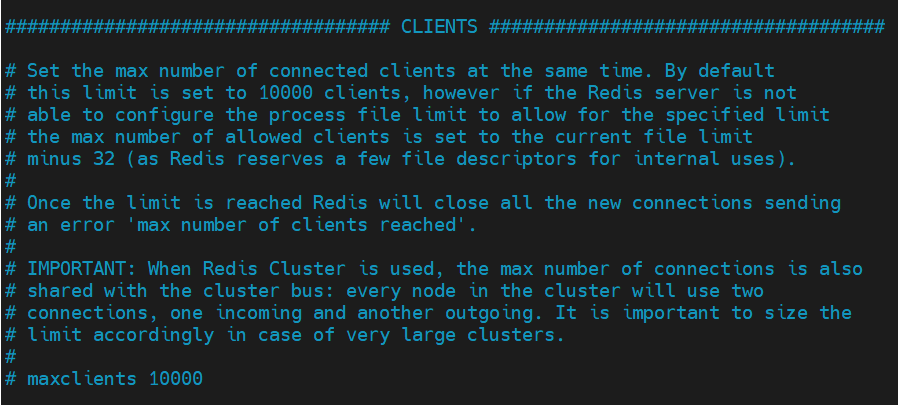 ################################### CLIENTS ####################################
# Set the max number of connected clients at the same time. By default
# this limit is set to 10000 clients, however if the Redis server is not
# able to configure the process file limit to allow for the specified limit
# the max number of allowed clients is set to the current file limit
# minus 32 (as Redis reserves a few file descriptors for internal uses).
#
# Once the limit is reached Redis will close all the new connections sending
# an error 'max number of clients reached'.
#
# IMPORTANT: When Redis Cluster is used, the max number of connections is also
# shared with the cluster bus: every node in the cluster will use two
# connections, one incoming and another outgoing. It is important to size the
# limit accordingly in case of very large clusters.
#
# maxclients 10000